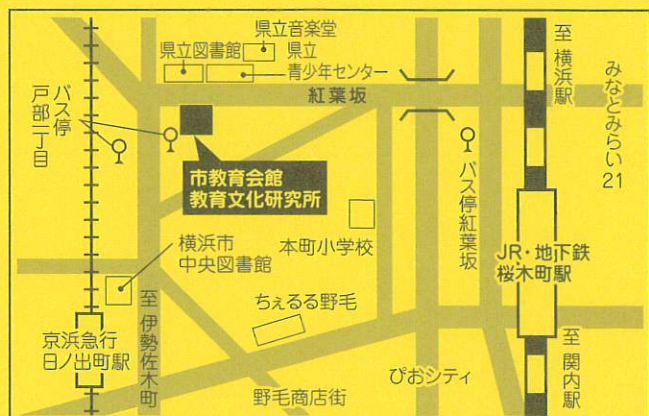 県立音楽堂
県立図書館
県立
青少年センター
紅葉坂
至 横浜駅
みなとみらい21
バス停
戸部一丁目
市教育会館
教育文化研究所
バス停紅葉坂
本町小学校
横浜市
中央図書館
JR・地下鉄
桜木町駅
ちぇるる野毛
至 伊勢佐木町
京浜急行
日ノ出町駅
至 関内駅
ぴおシティ
野毛商店街